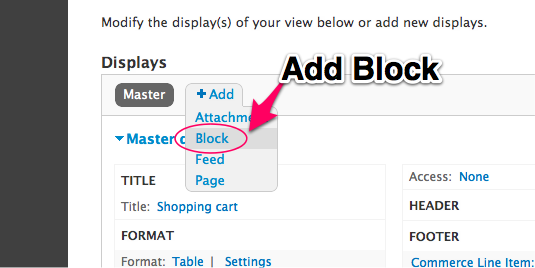 Modify the display(s) of your view below or add new displays.
Displays
Add Block
Master
+ Add
Attachme
Block
Master d
Feed
Page
TITLE
Title: Shopping cart
FORMAT
Format: Table | Settings
Access: None
HEADER
FOOTER
Commerce Line Item: